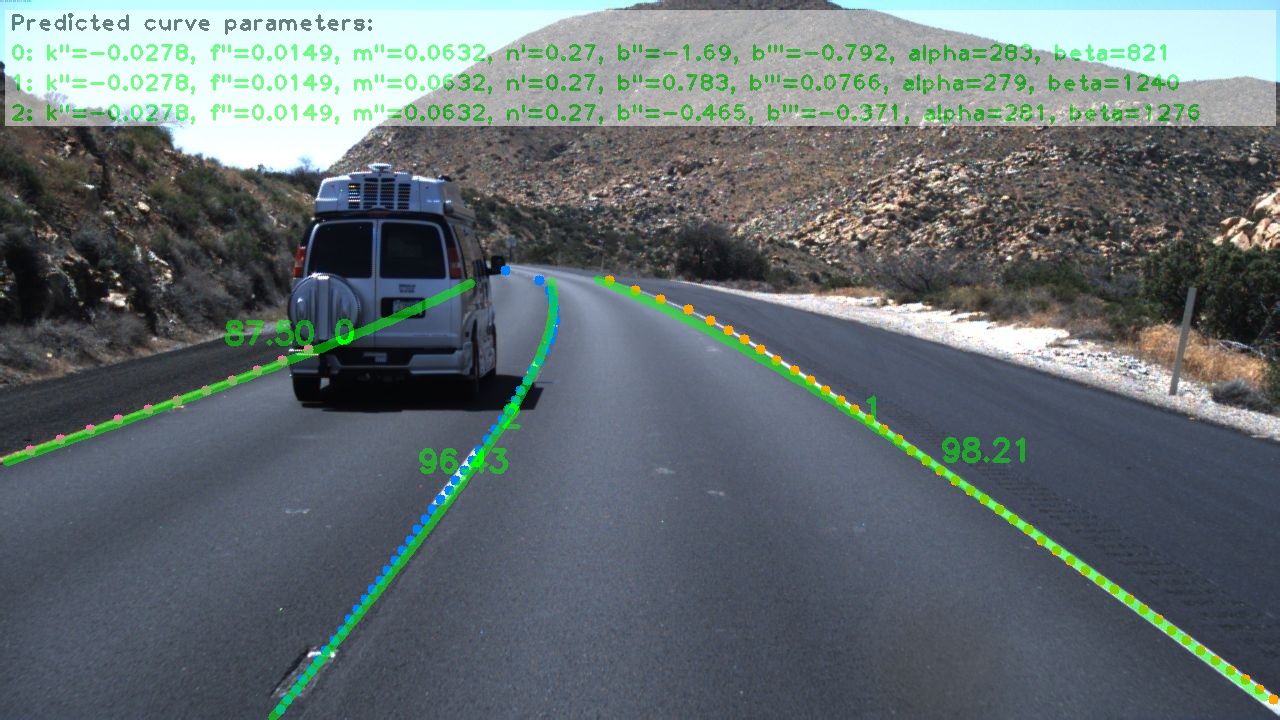 Predicted curve parameters:
0: k''=-0.0278, f''=0.0149, m''=0.0632, n'=0.27, b''=-1.69, b'''=-0.792, alpha=283, beta=821
1: k''=-0.0278, f''=0.0149, m''=0.0632, n'=0.27, b''=0.783, b'''=0.0766, alpha=279, beta=1240
2: k''=-0.0278, f''=0.0149, m''=0.0632, n'=0.27, b''=-0.465, b'''=-0.371, alpha=281, beta=1276
87.50 0
1
2
98.21
96.43